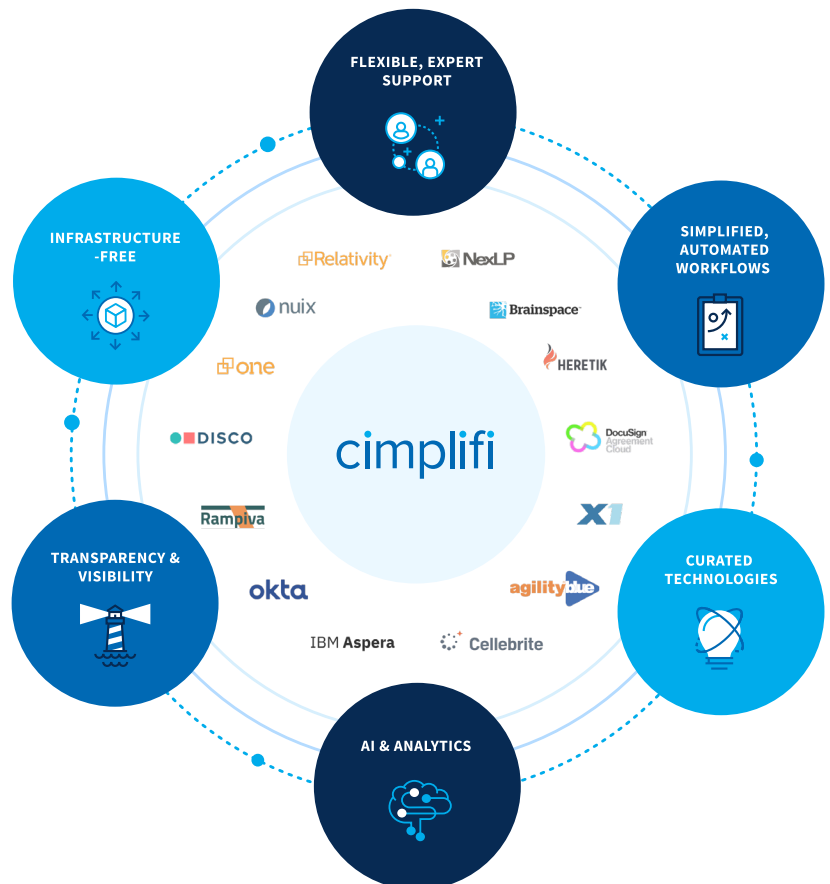 FLEXIBLE, EXPERT
SUPPORT
INFRASTRUCTURE
-FREE
SIMPLIFIED,
AUTOMATED
WORKFLOWS
Relativity
NexLP
nuix
Brainspace
one
HERETIK
DISCO
cimplifi
DocuSign
Agreement
Cloud
Rampiva
X1
TRANSPARENCY &
VISIBILITY
CURATED
TECHNOLOGIES
okta
agilityblue
IBM Aspera
Cellebrite
AI & ANALYTICS